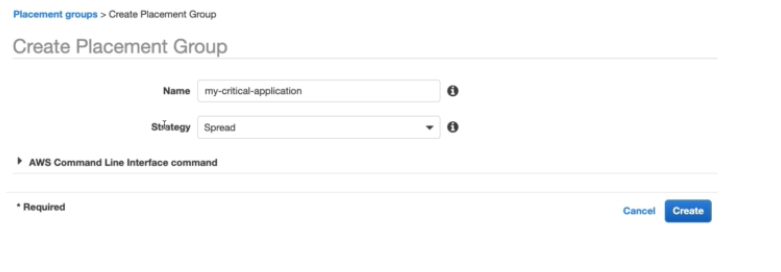 Placement groups > Create Placement Group
Create Placement Group
Name my-critical-application
Strategy Spread
AWS Command Line Interface command
* Required
Cancel Create